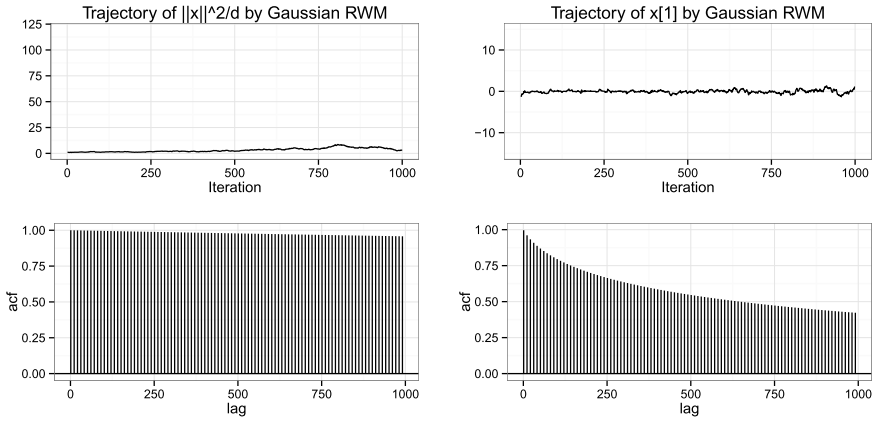 Trajectory of ||x||^2/d by Gaussian RWM
125
100
75
50
25
0
0 250 500 750 1000
Iteration
Trajectory of x[1] by Gaussian RWM
10
0
−10
0 250 500 750 1000
Iteration
1.00
0.75
0.50
0.25
0.00
acf
0 250 500 750 1000
lag
1.00
0.75
0.50
0.25
0.00
acf
0 250 500 750 1000
lag